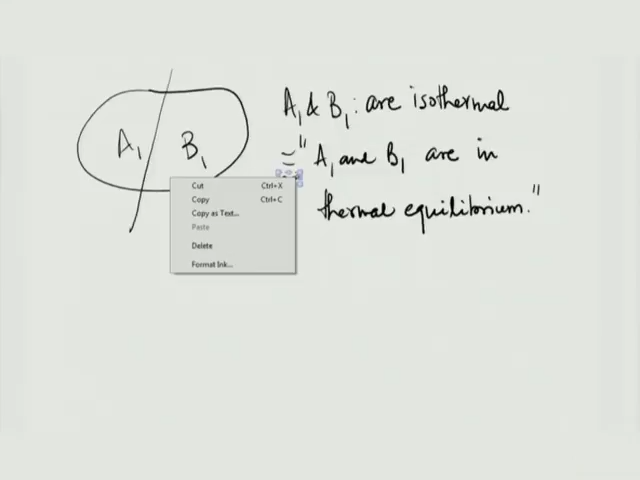 A₁ & B₁ : are isothermal
A₁ B₁ = " A₁ and B₁ are in
thermal equilibrium."
Cut Ctrl+X
Copy Ctrl+C
Copy as Text...
Paste
Delete
Format Ink...